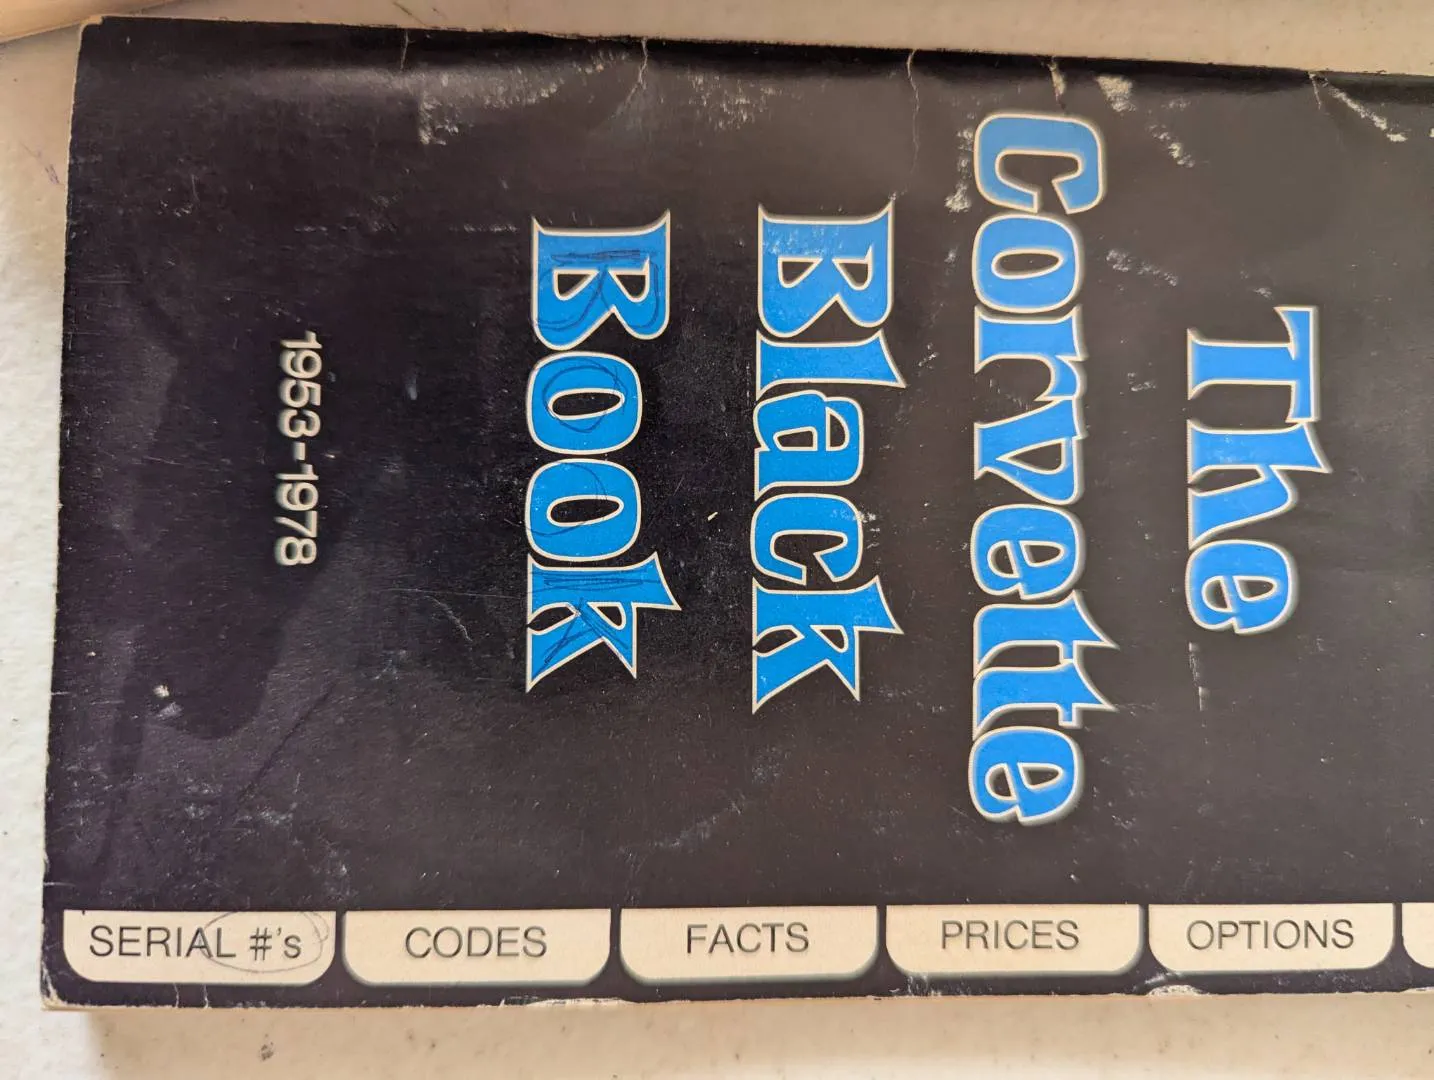 The
Corvette
Black
Book
1953-1978
SERIAL #'s
CODES
FACTS
PRICES
OPTIONS